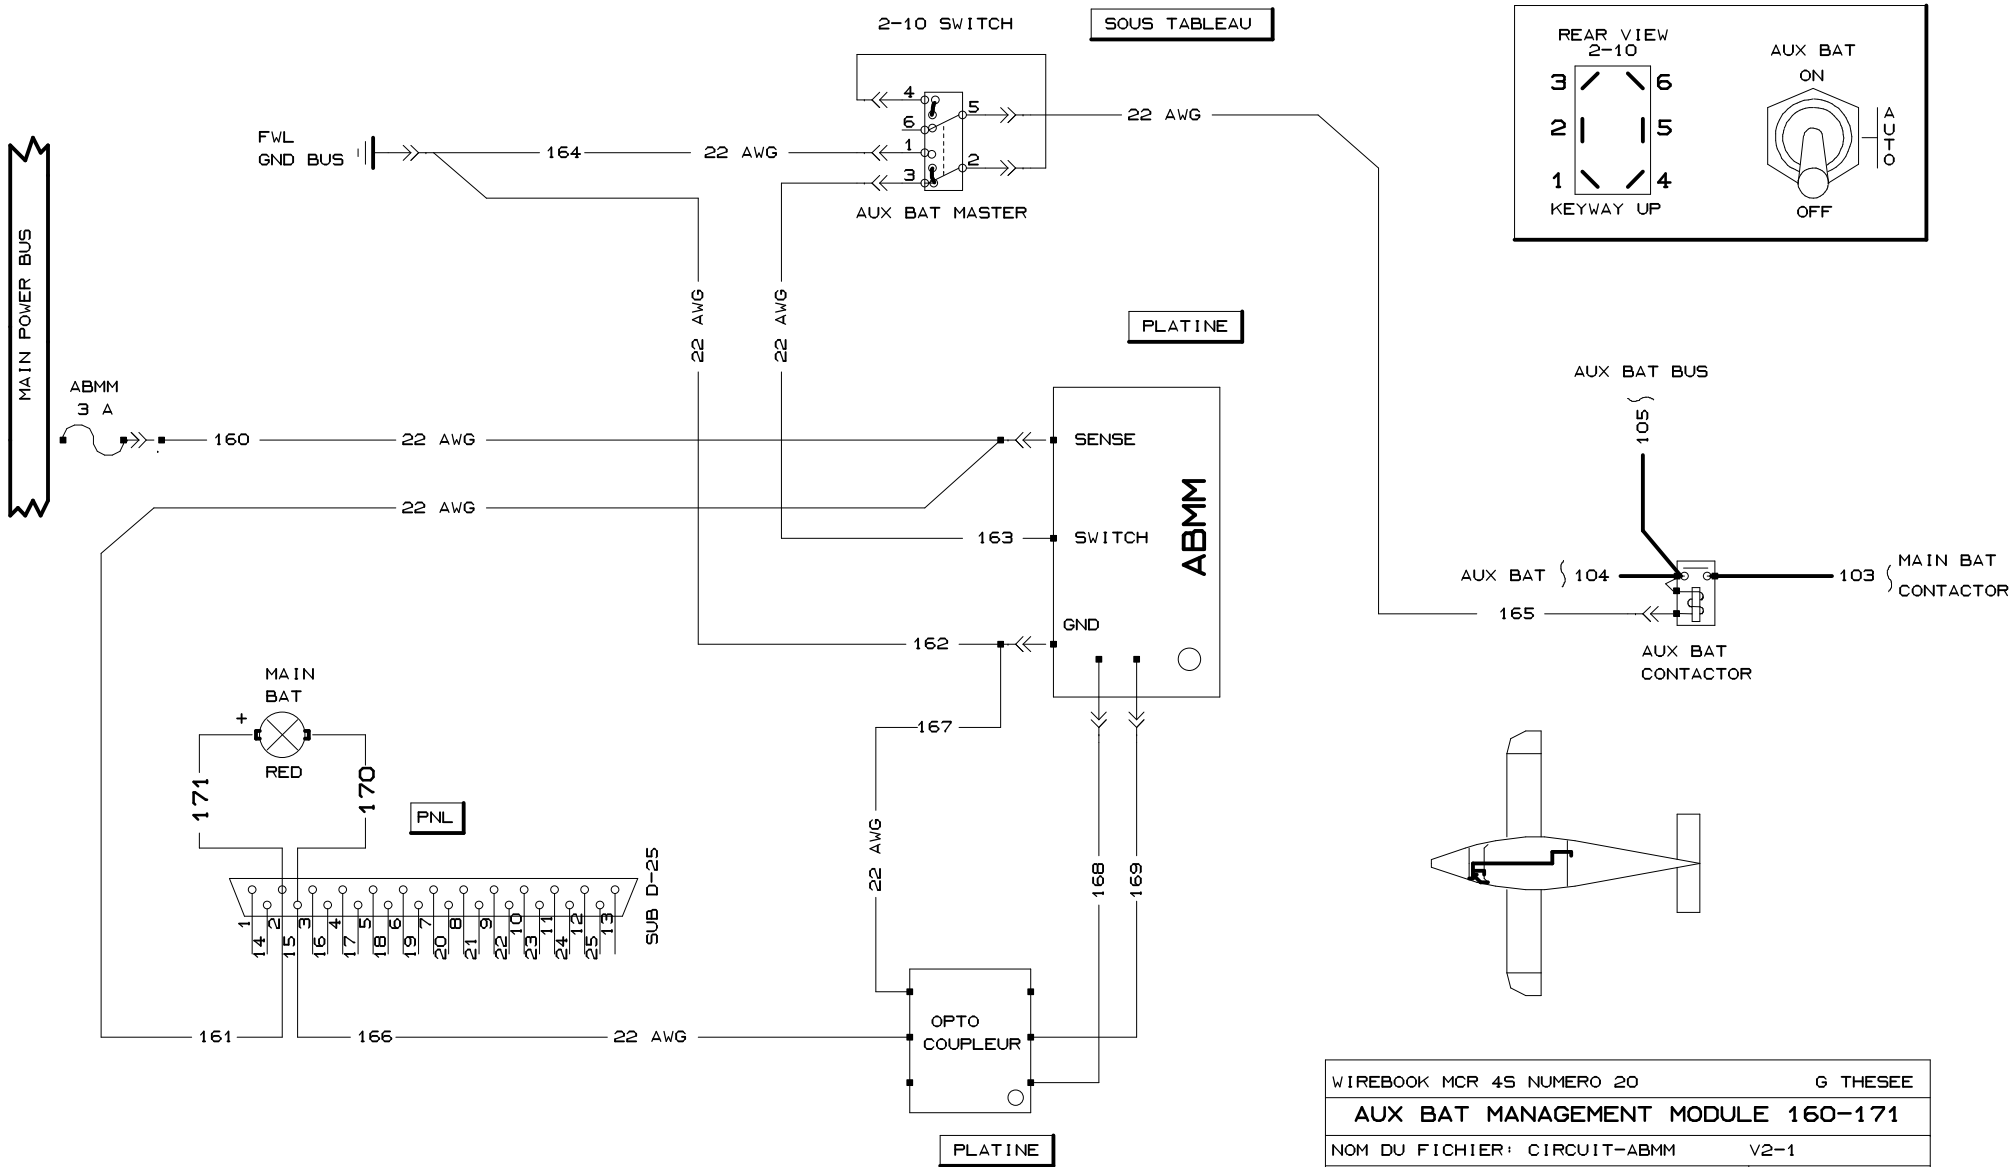 2-10 SWITCH
SOUS TABLEAU
REAR VIEW
2-10
3
6
2
5
1
4
KEYWAY UP
AUX BAT
ON
AUTO
OFF
4
5
6
1
2
3
AUX BAT MASTER
22 AWG
FWL
GND BUS
164
22 AWG
MAIN POWER BUS
22 AWG
22 AWG
PLATINE
ABMM
3 A
160
22 AWG
SENSE
22 AWG
163
SWITCH
ABMM
162
GND
AUX BAT BUS
105
AUX BAT
104
103
MAIN BAT
CONTACTOR
165
AUX BAT
CONTACTOR
MAIN
BAT
+
RED
171
170
PNL
167
22 AWG
168
169
SUB D-25
1
14
2
15
3
16
4
17
5
18
6
19
7
20
8
21
9
22
10
23
11
24
12
25
13
161
166
22 AWG
OPTO
COUPLEUR
PLATINE
WIREBOOK MCR 4S NUMERO 20
G THESEE
AUX BAT MANAGEMENT MODULE 160-171
NOM DU FICHIER: CIRCUIT-ABMM
V2-1